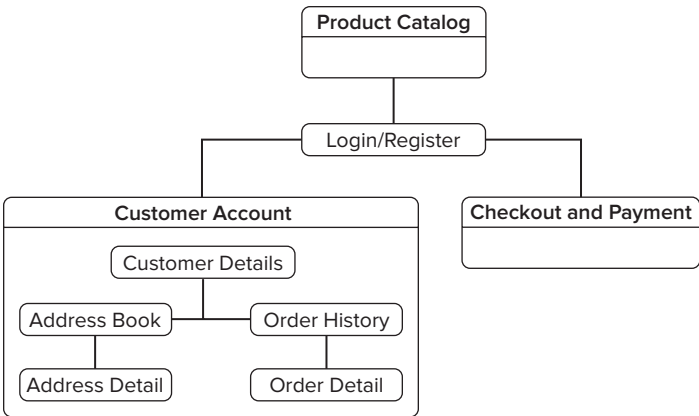 Product Catalog
Login/Register
Customer Account
Checkout and Payment
Customer Details
Address Book
Order History
Address Detail
Order Detail